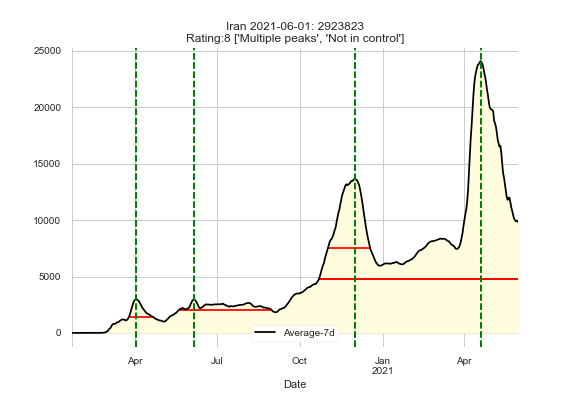 Iran 2021-06-01: 2923823
Rating:8 ['Multiple peaks', 'Not in control']
25000
20000
15000
10000
5000
0
Average-7d
Apr
Jul
Oct
Jan
2021
Apr
Date